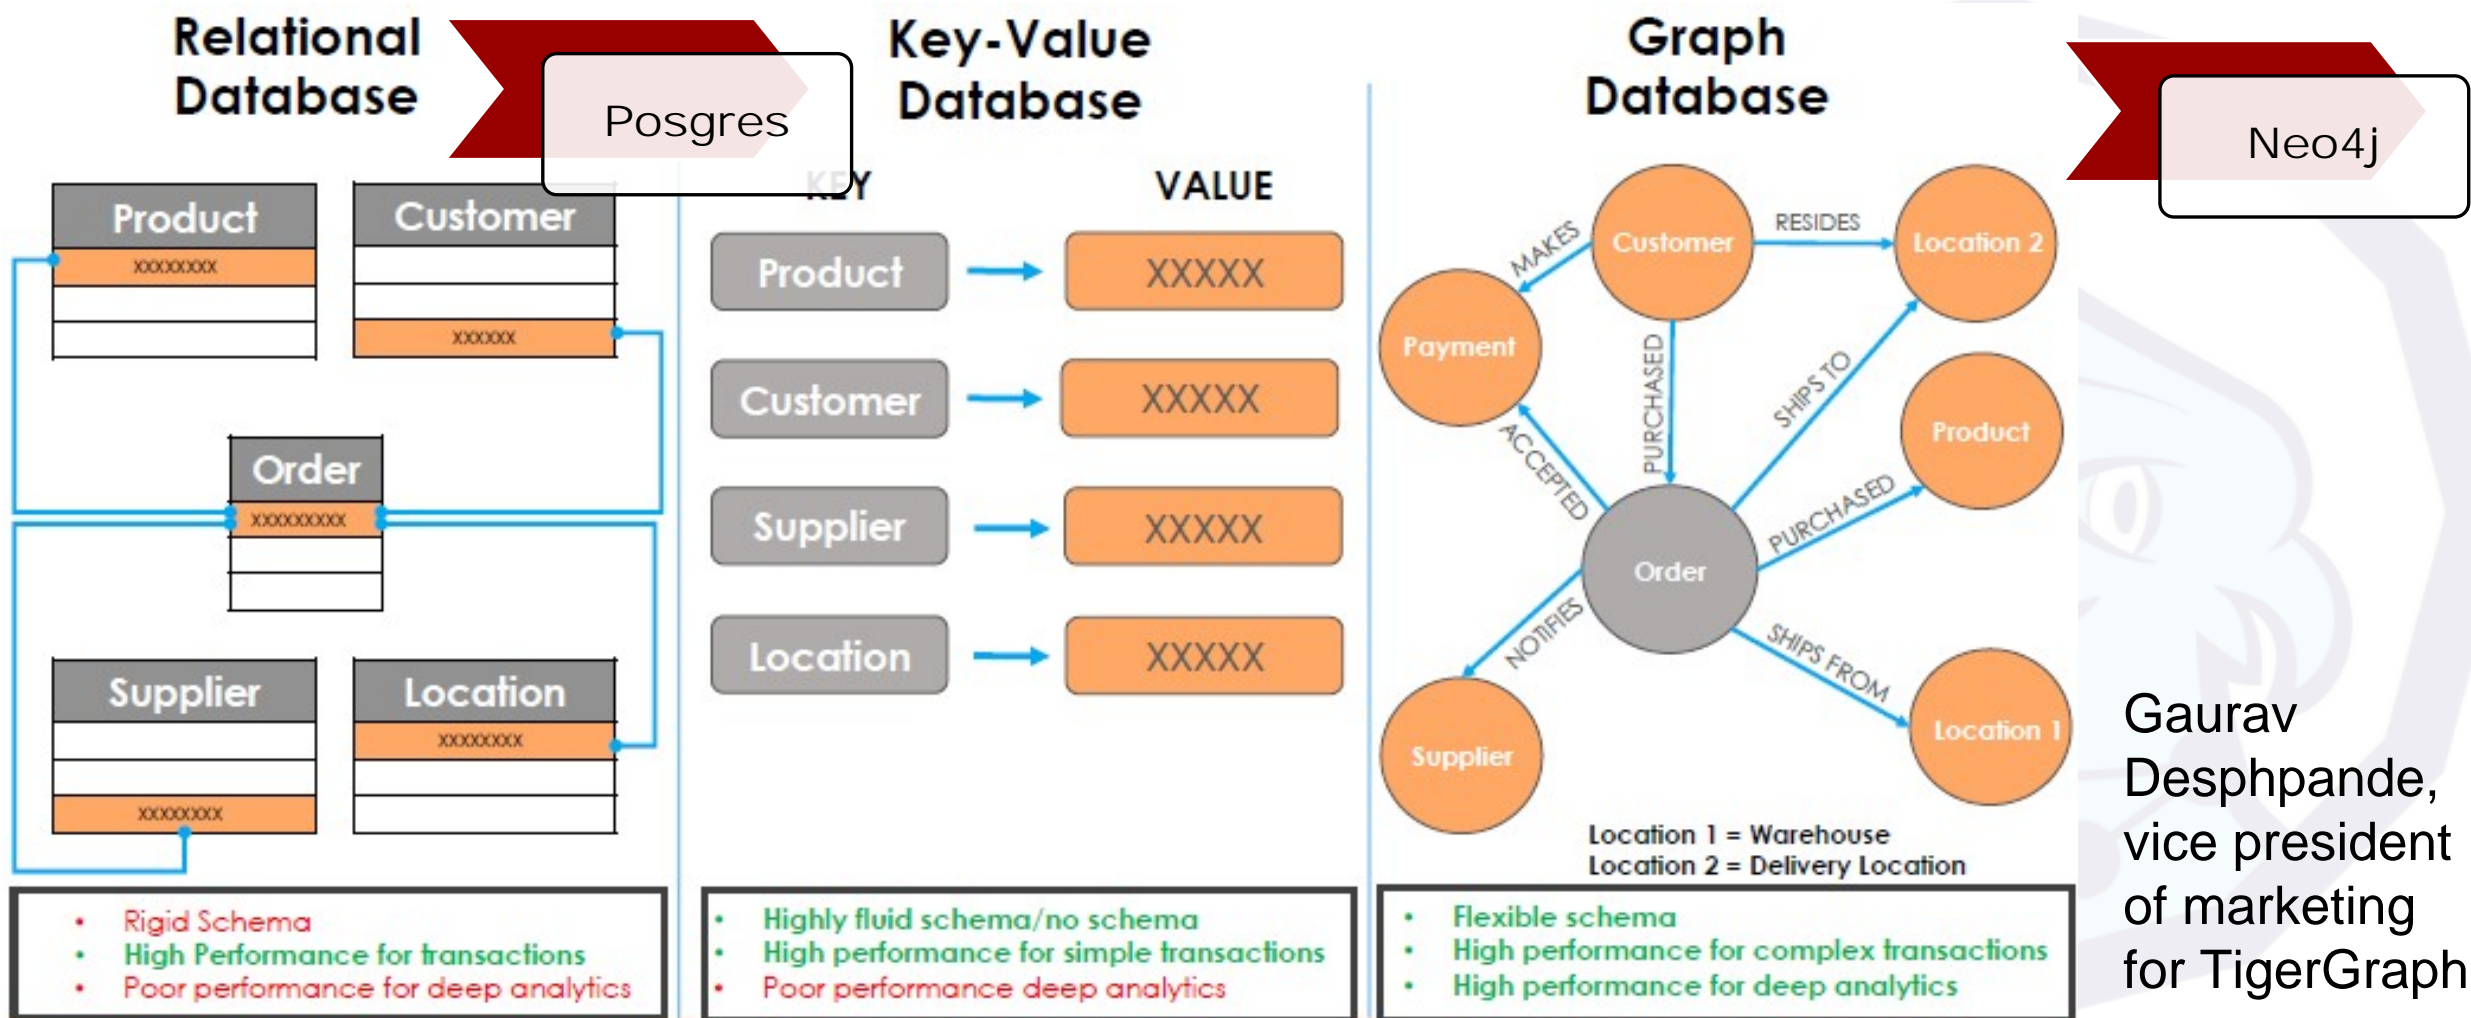 Relational
Database
Posgres
Product
XXXXXXXX
Customer
XXXXXX
Order
XXXXXXXXX
Supplier
XXXXXXXX
Location
XXXXXXXX
• Rigid Schema
• High Performance for transactions
• Poor performance for deep analytics
Key-Value
Database
KEY VALUE
Product XXXXX
Customer XXXXX
Supplier XXXXX
Location XXXXX
• Highly fluid schema/no schema
• High performance for simple transactions
• Poor performance deep analytics
Graph
Database
Neo4j
Customer
RESIDES
Location 2
MAKES
Payment
PURCHASED
SHIPS TO
Product
ACCEPTED
PURCHASED
Order
NOTIFIES
SHIPS FROM
Supplier
Location 1
Location 1 = Warehouse
Location 2 = Delivery Location
• Flexible schema
• High performance for complex transactions
• High performance for deep analytics
Gaurav
Desphpande,
vice president
of marketing
for TigerGraph